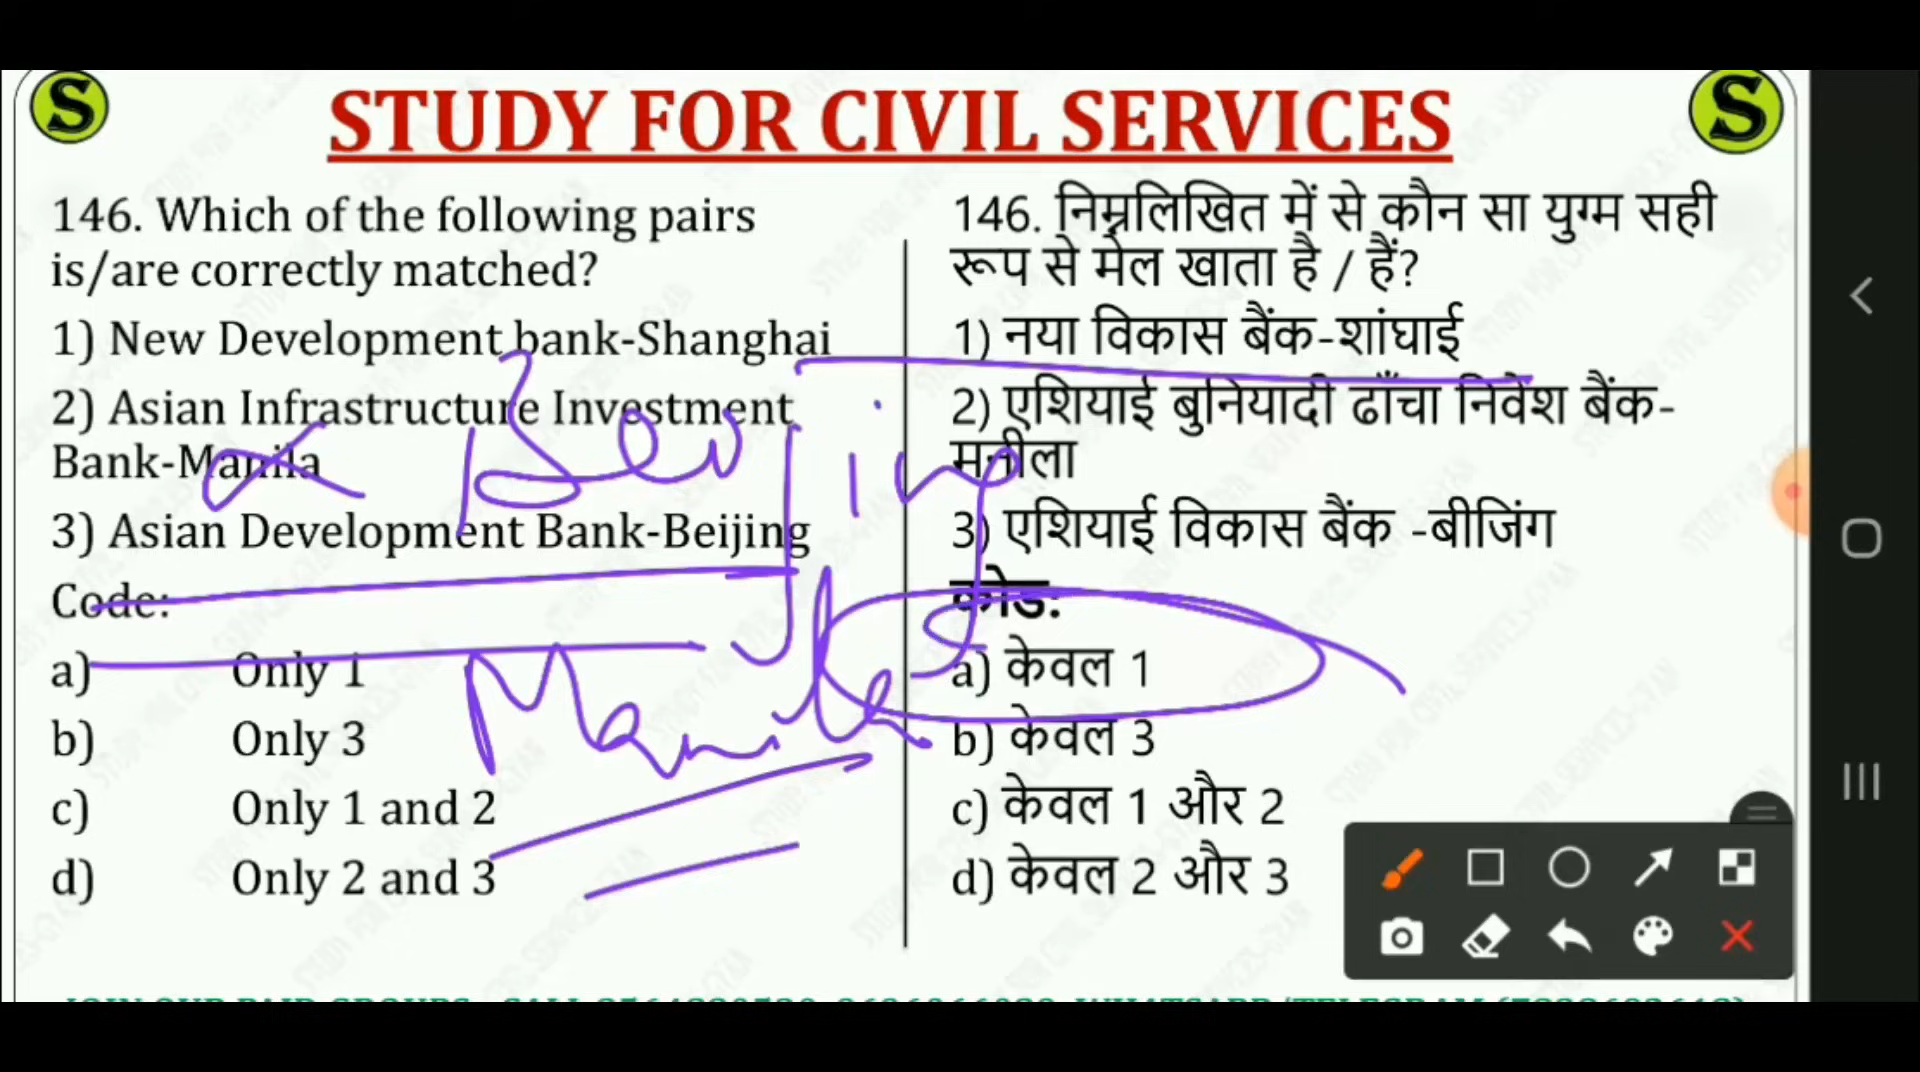 S
S
STUDY FOR CIVIL SERVICES
146. Which of the following pairs
is/are correctly matched?
1) New Development bank-Shanghai
2) Asian Infrastructure Investment
Bank-Manila
3) Asian Development Bank-Beijing
Code:
a) Only 1
b) Only 3
c) Only 1 and 2
d) Only 2 and 3
Beijing
Manila
146. निम्नलिखित में से कौन सा युग्म सही
रूप से मेल खाता है / हैं?
1) नया विकास बैंक-शांघाई
2) एशियाई बुनियादी ढाँचा निवेश बैंक-
मनीला
3) एशियाई विकास बैंक -बीजिंग
कोड:
a) केवल 1
b) केवल 3
c) केवल 1 और 2
d) केवल 2 और 3